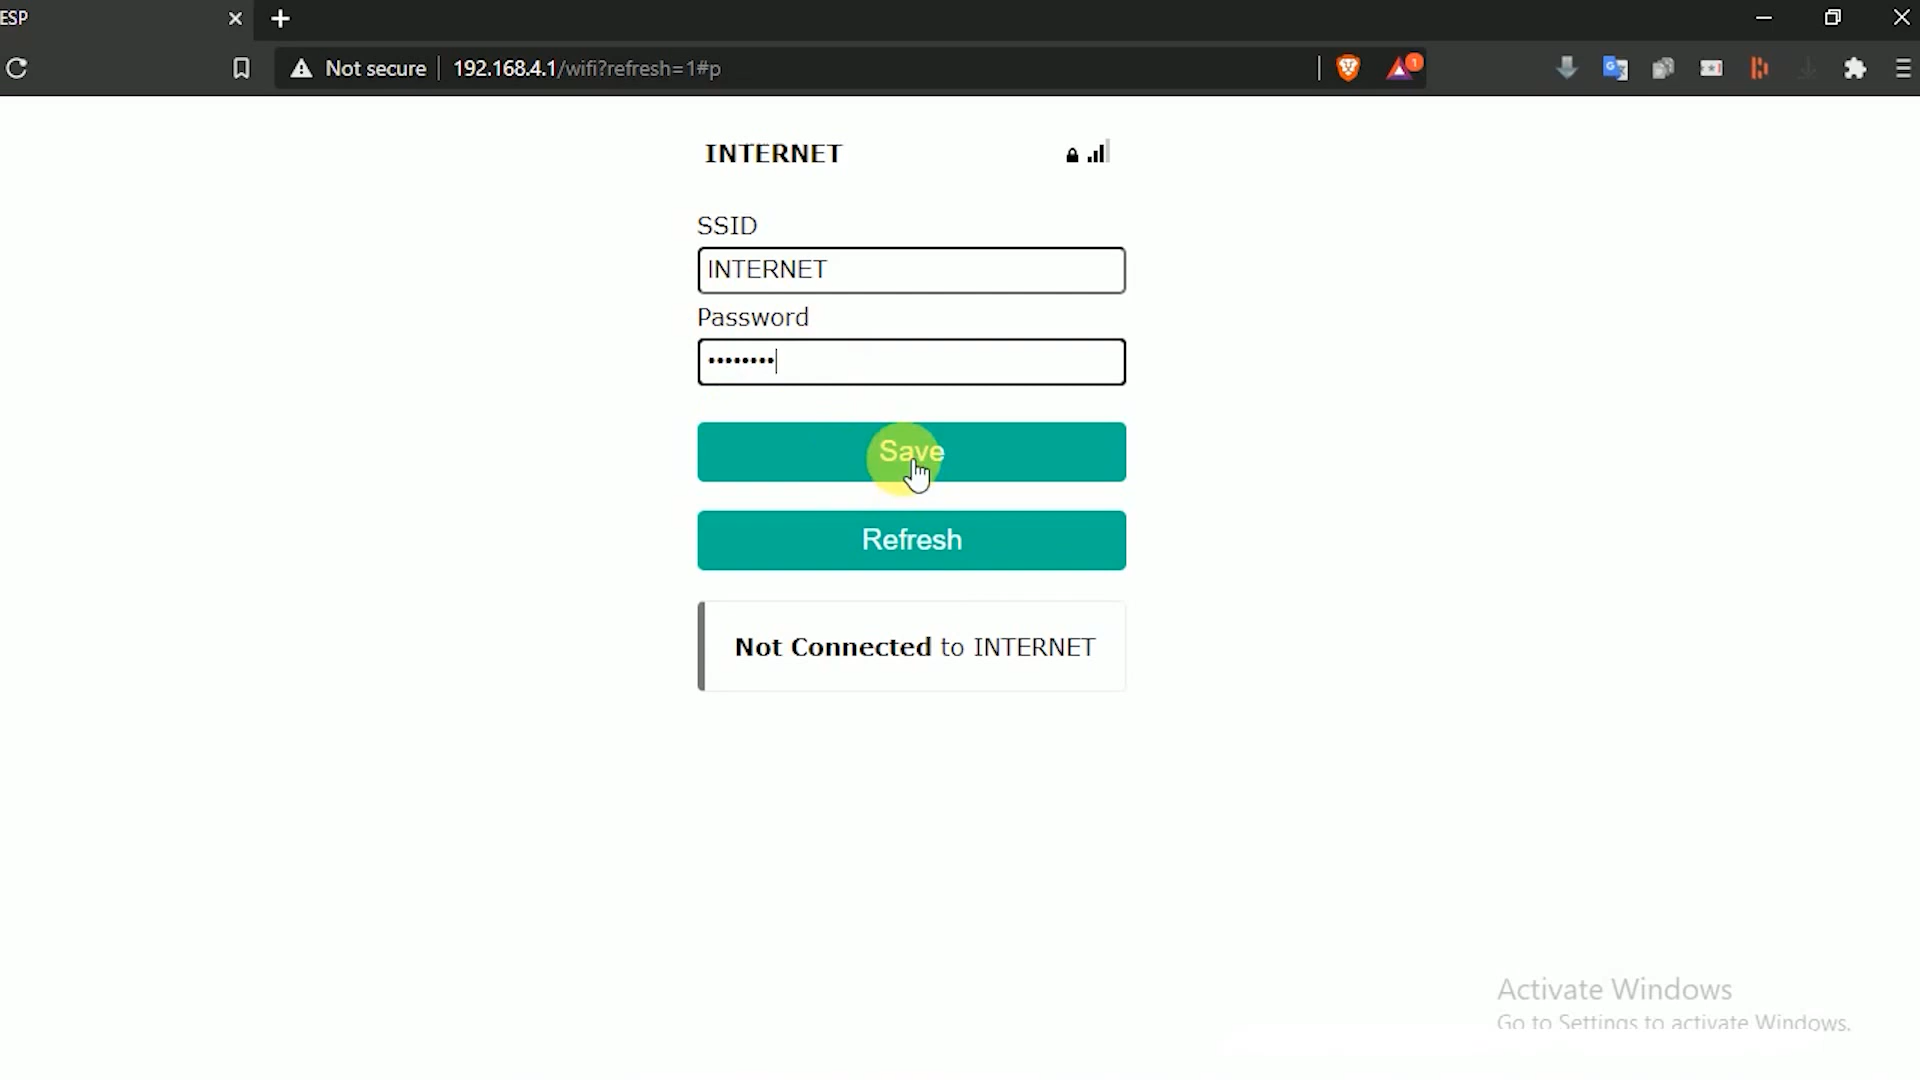 ESP
Not secure 192.168.4.1/wifi?refresh=1#p
1
INTERNET
SSID
INTERNET
Password
••••••••
Save
Refresh
Not Connected to INTERNET
Activate Windows
Go to Settings to activate Windows.